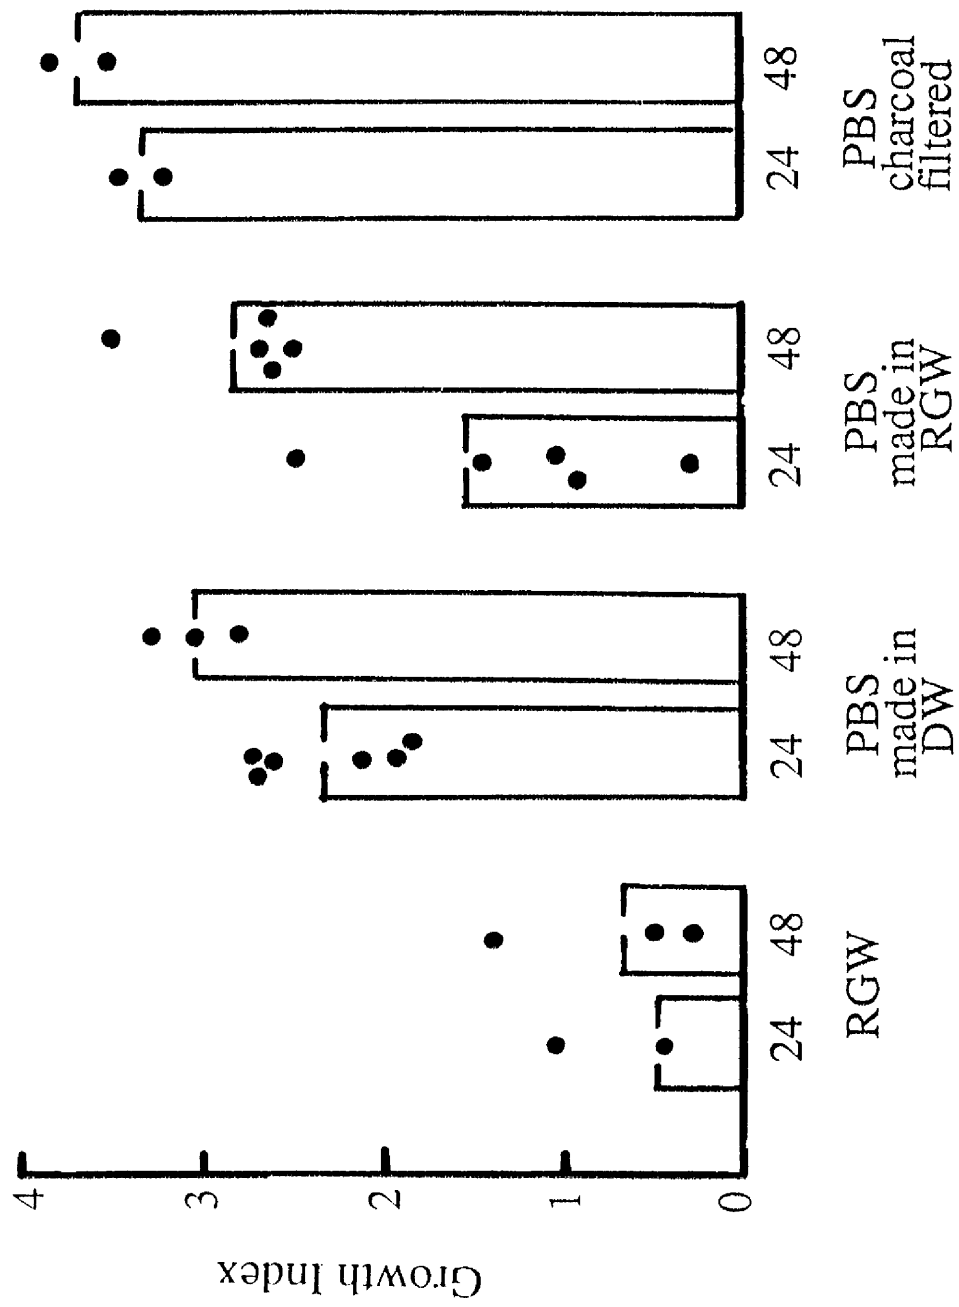 Growth Index
4
3
2
1
0
24
48
24
48
24
48
24
48
RGW
PBS
made in
DW
PBS
made in
RGW
PBS
charcoal
filtered